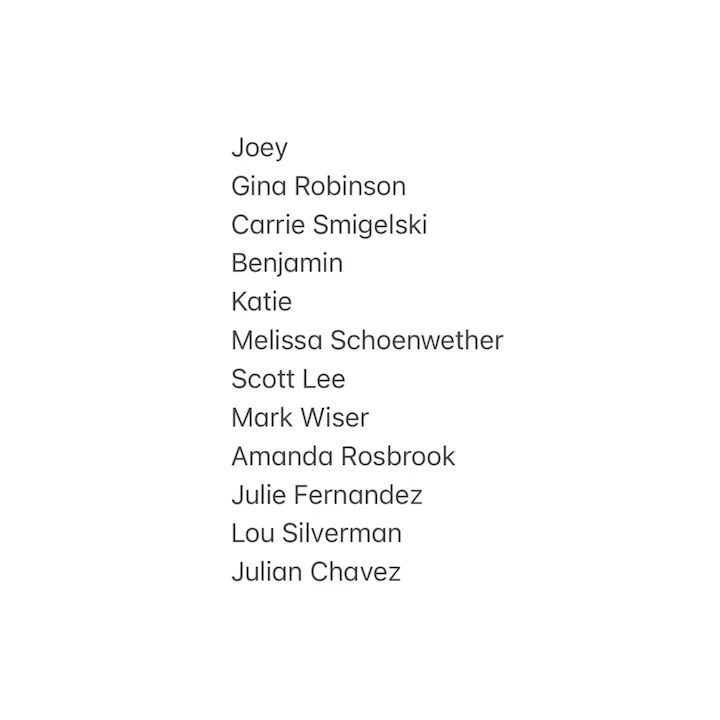 Joey
Gina Robinson
Carrie Smigelski
Benjamin
Katie
Melissa Schoenwether
Scott Lee
Mark Wiser
Amanda Rosbrook
Julie Fernandez
Lou Silverman
Julian Chavez